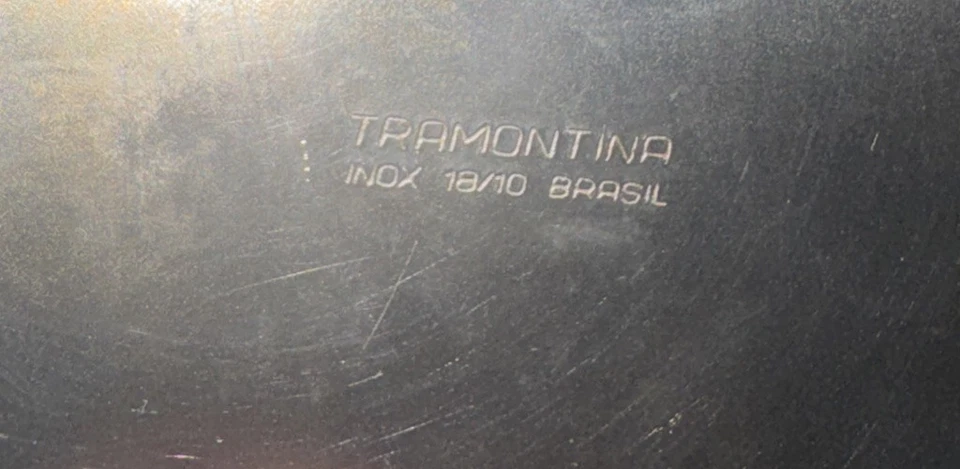 TRAMONTINA
INOX 18/10 BRASIL